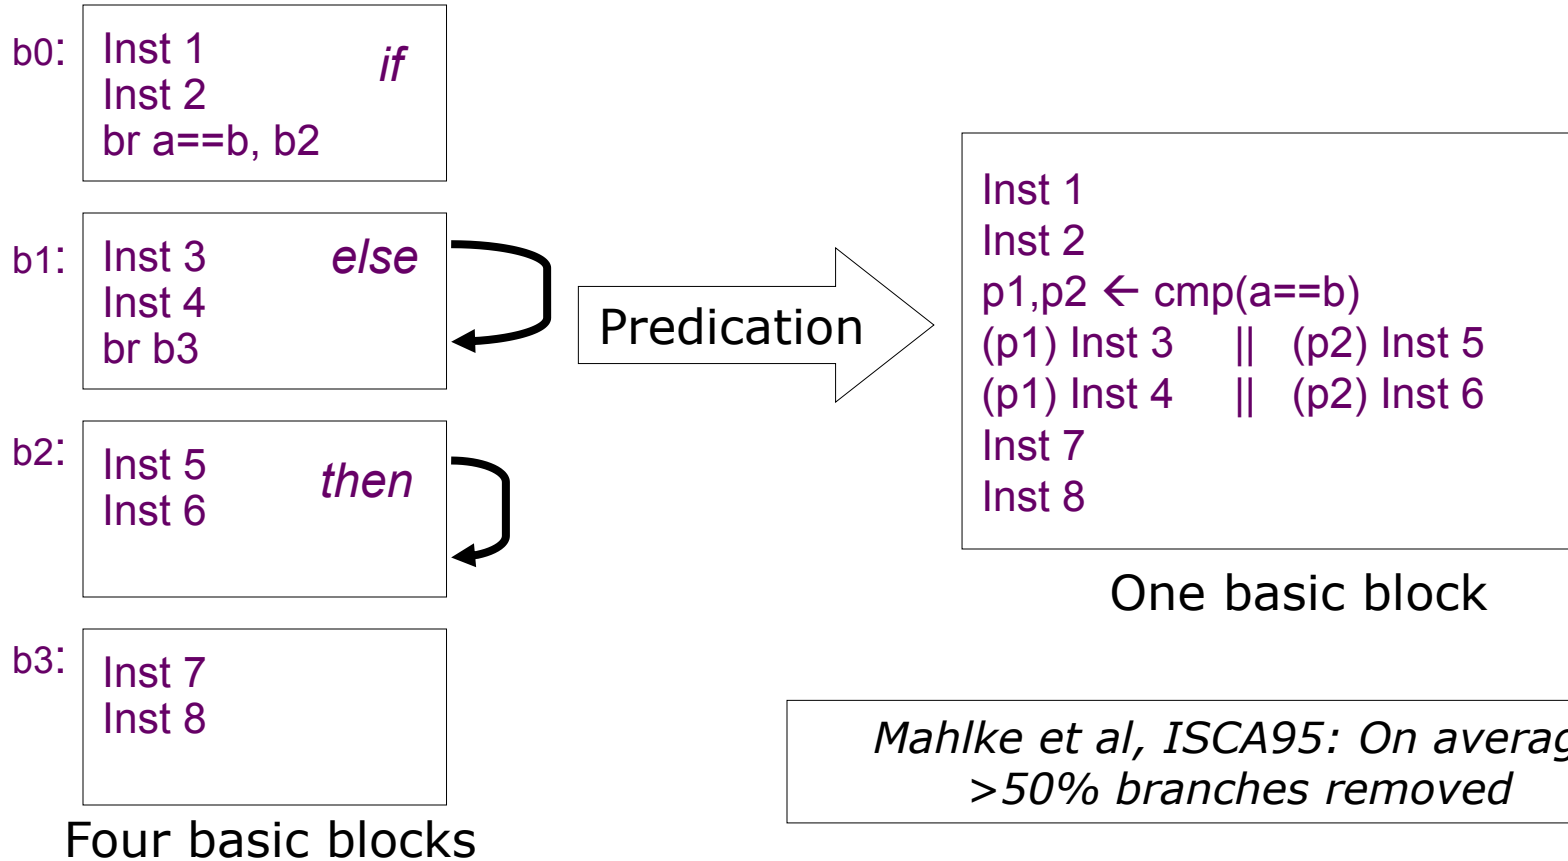 b0:
Inst 1
if
Inst 2
br a==b, b2
b1:
Inst 3
else
Inst 4
br b3
b2:
Inst 5
then
Inst 6
b3:
Inst 7
Inst 8
Four basic blocks
Predication
Inst 1
Inst 2
p1,p2 ← cmp(a==b)
(p1) Inst 3 || (p2) Inst 5
(p1) Inst 4 || (p2) Inst 6
Inst 7
Inst 8
One basic block
Mahlke et al, ISCA95: On averag
>50% branches removed